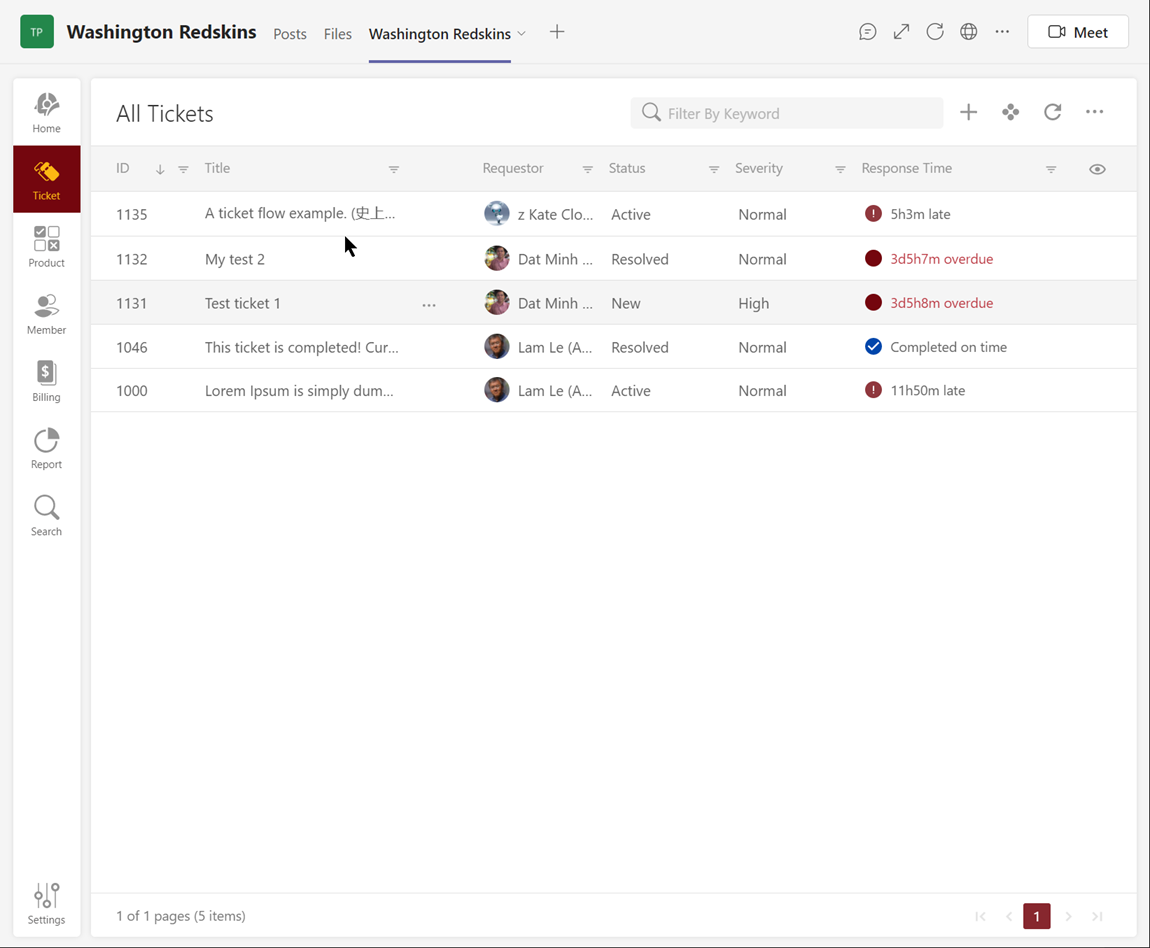 TP Washington Redskins Posts Files Washington Redskins Meet
Home
Ticket
Product
Member
Billing
Report
Search
Settings
All Tickets Filter By Keyword
ID Title Requestor Status Severity Response Time
1135 A ticket flow example. (史上... z Kate Clo... Active Normal 5h3m late
1132 My test 2 Dat Minh ... Resolved Normal 3d5h7m overdue
1131 Test ticket 1 ... Dat Minh ... New High 3d5h8m overdue
1046 This ticket is completed! Cur... Lam Le (A... Resolved Normal Completed on time
1000 Lorem Ipsum is simply dum... Lam Le (A... Active Normal 11h50m late
1 of 1 pages (5 items) 1